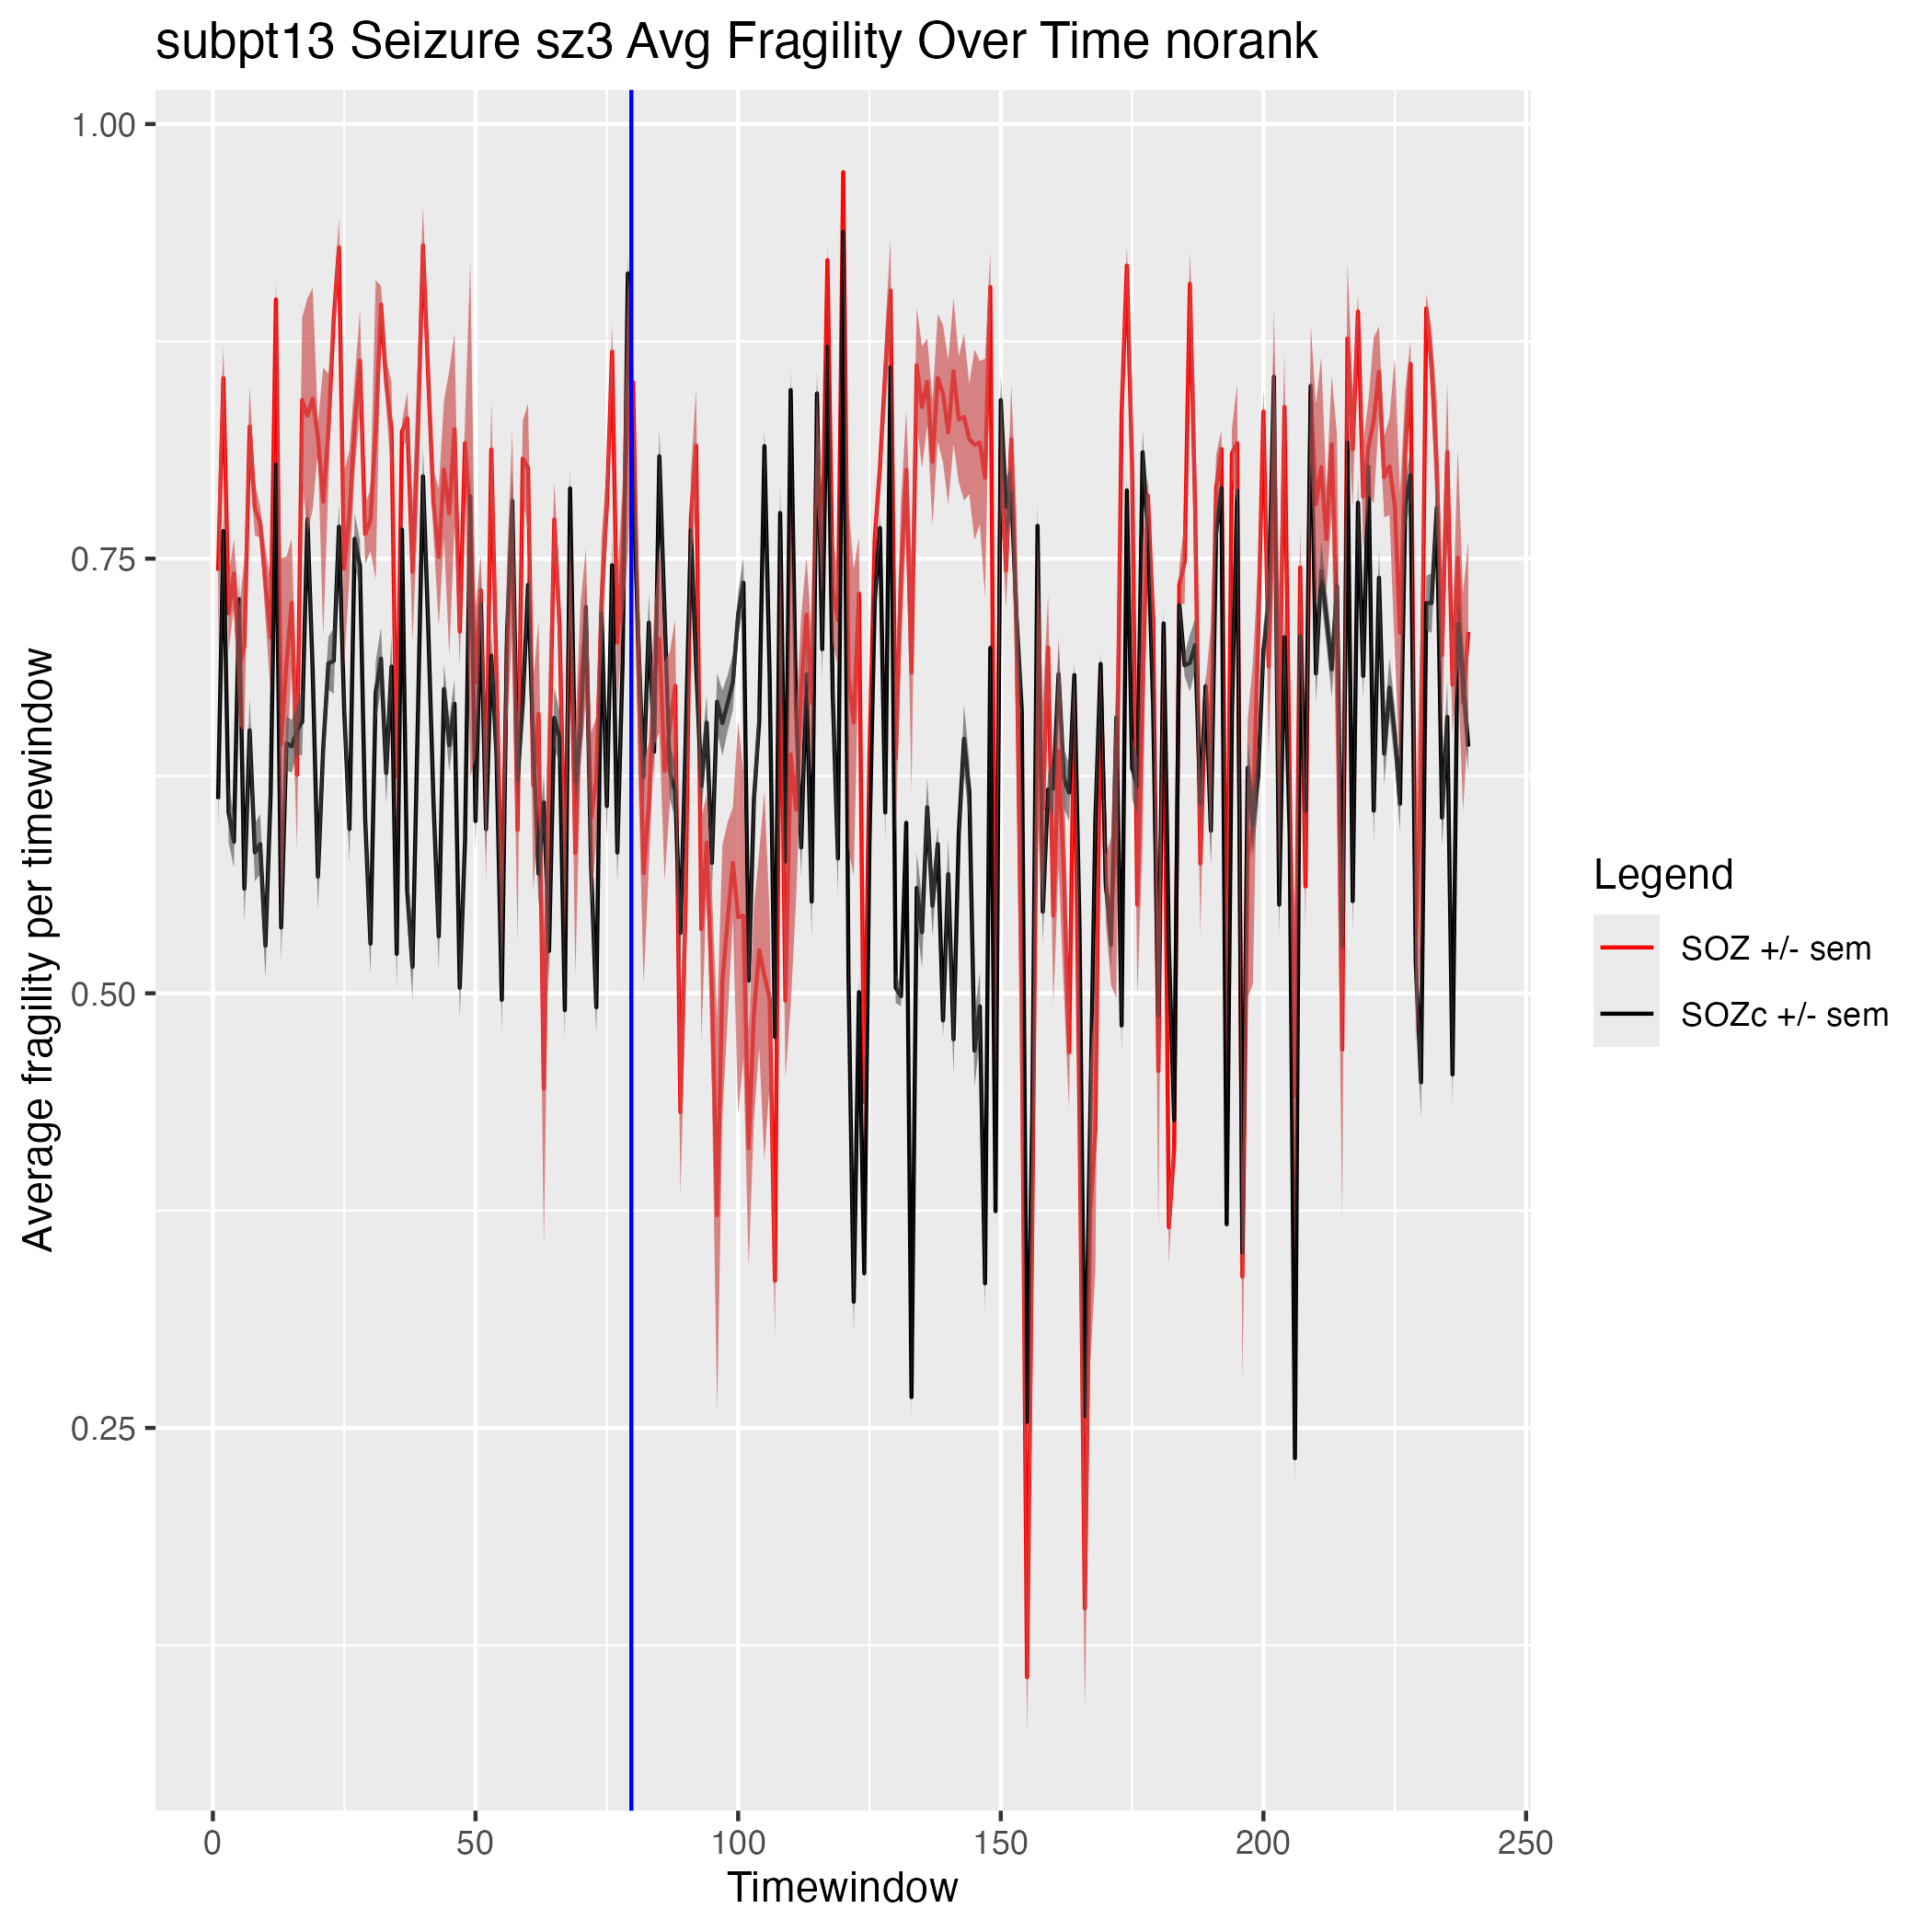 subpt13 Seizure sz3 Avg Fragility Over Time norank
Average fragility per timewindow
1.00
0.75
0.50
0.25
0
50
100
150
200
250
Timewindow
Legend
SOZ +/- sem
SOZc +/- sem